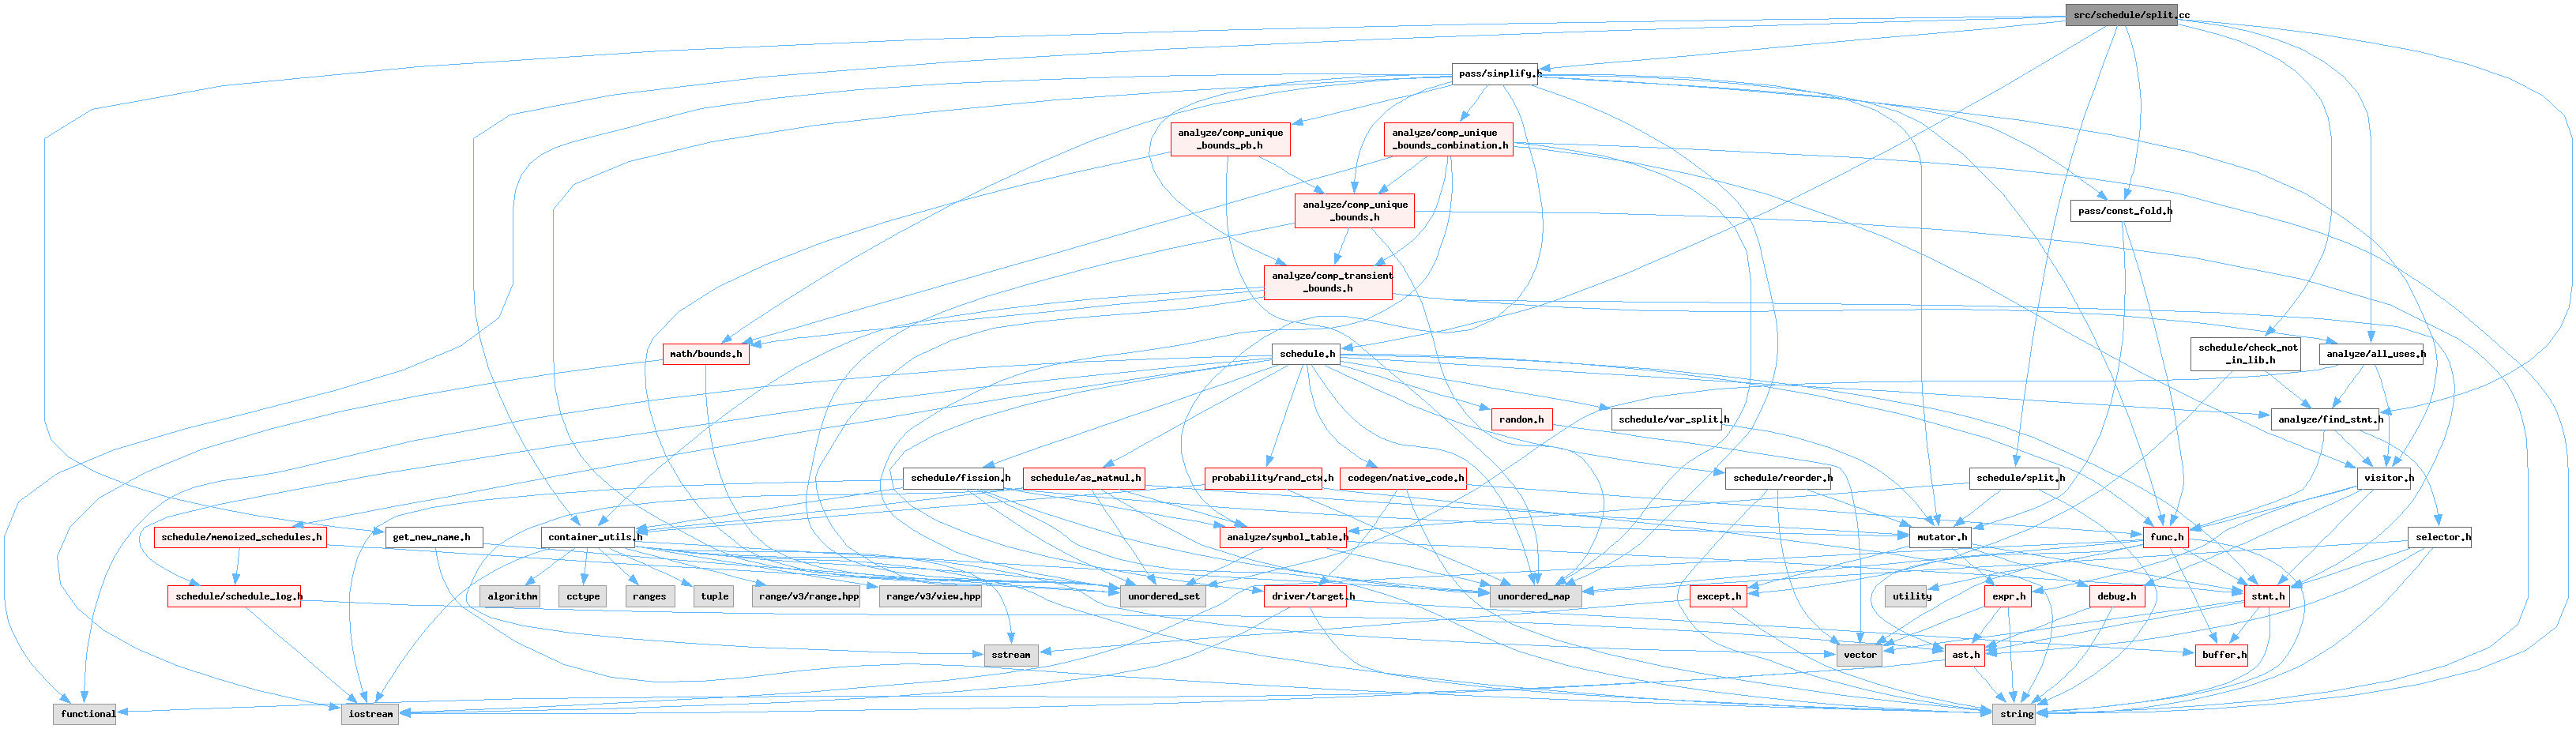 src/schedule/split.cc
pass/simplify.h
analyze/comp_unique
_bounds_pb.h
analyze/comp_unique
_bounds_combination.h
analyze/comp_unique
_bounds.h
pass/const_fold.h
analyze/comp_transient
_bounds.h
math/bounds.h
schedule.h
schedule/check_not
_in_lib.h
analyze/all_uses.h
random.h
schedule/var_split.h
analyze/find_stmt.h
schedule/fission.h
schedule/as_matmul.h
probability/rand_ctx.h
codegen/native_code.h
schedule/reorder.h
schedule/split.h
visitor.h
schedule/memoized_schedules.h
get_new_name.h
container_utils.h
analyze/symbol_table.h
mutator.h
func.h
selector.h
schedule/schedule_log.h
algorithm
cctype
ranges
tuple
range/v3/range.hpp
range/v3/view.hpp
unordered_set
driver/target.h
unordered_map
except.h
utility
expr.h
debug.h
stmt.h
sstream
vector
ast.h
buffer.h
functional
iostream
string